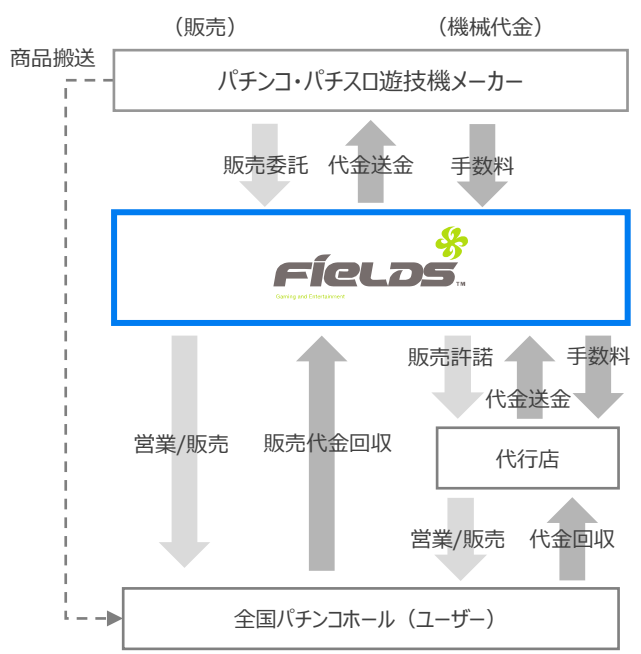 （販売）
（機械代金）
商品搬送
パチンコ・パチスロ遊技機メーカー
販売委託
代金送金
手数料
FIELDS™
Gaming and Entertainment
販売許諾
手数料
代金送金
営業/販売
販売代金回収
代行店
営業/販売
代金回収
全国パチンコホール（ユーザー）